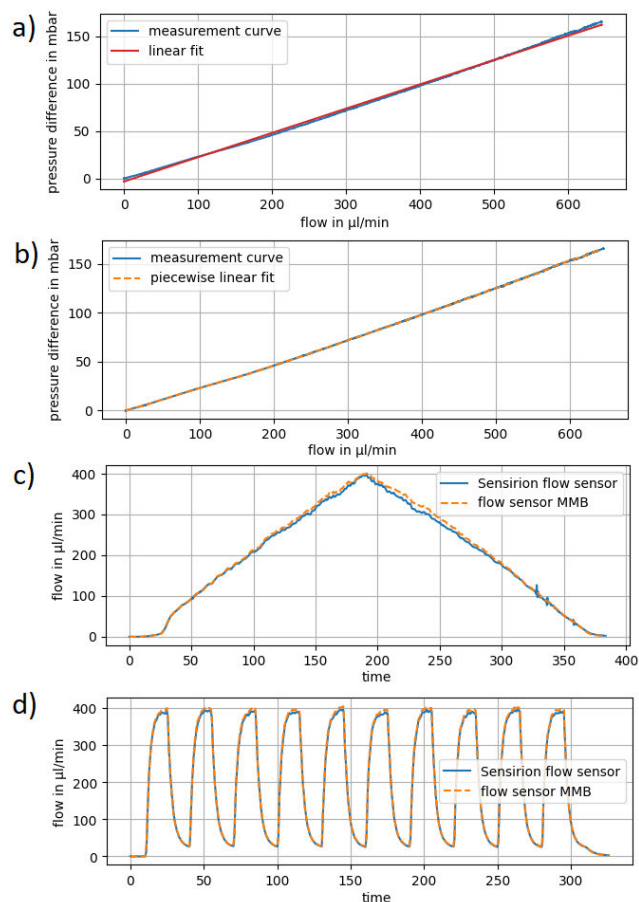 a)
pressure difference in mbar
150
100
50
0
measurement curve
linear fit
0 100 200 300 400 500 600
flow in µl/min
b)
pressure difference in mbar
150
100
50
0
measurement curve
piecewise linear fit
0 100 200 300 400 500 600
flow in µl/min
c)
flow in µl/min
400
300
200
100
0
Sensirion flow sensor
flow sensor MMB
0 50 100 150 200 250 300 350 400
time
d)
flow in µl/min
400
300
200
100
0
Sensirion flow sensor
flow sensor MMB
0 50 100 150 200 250 300
time